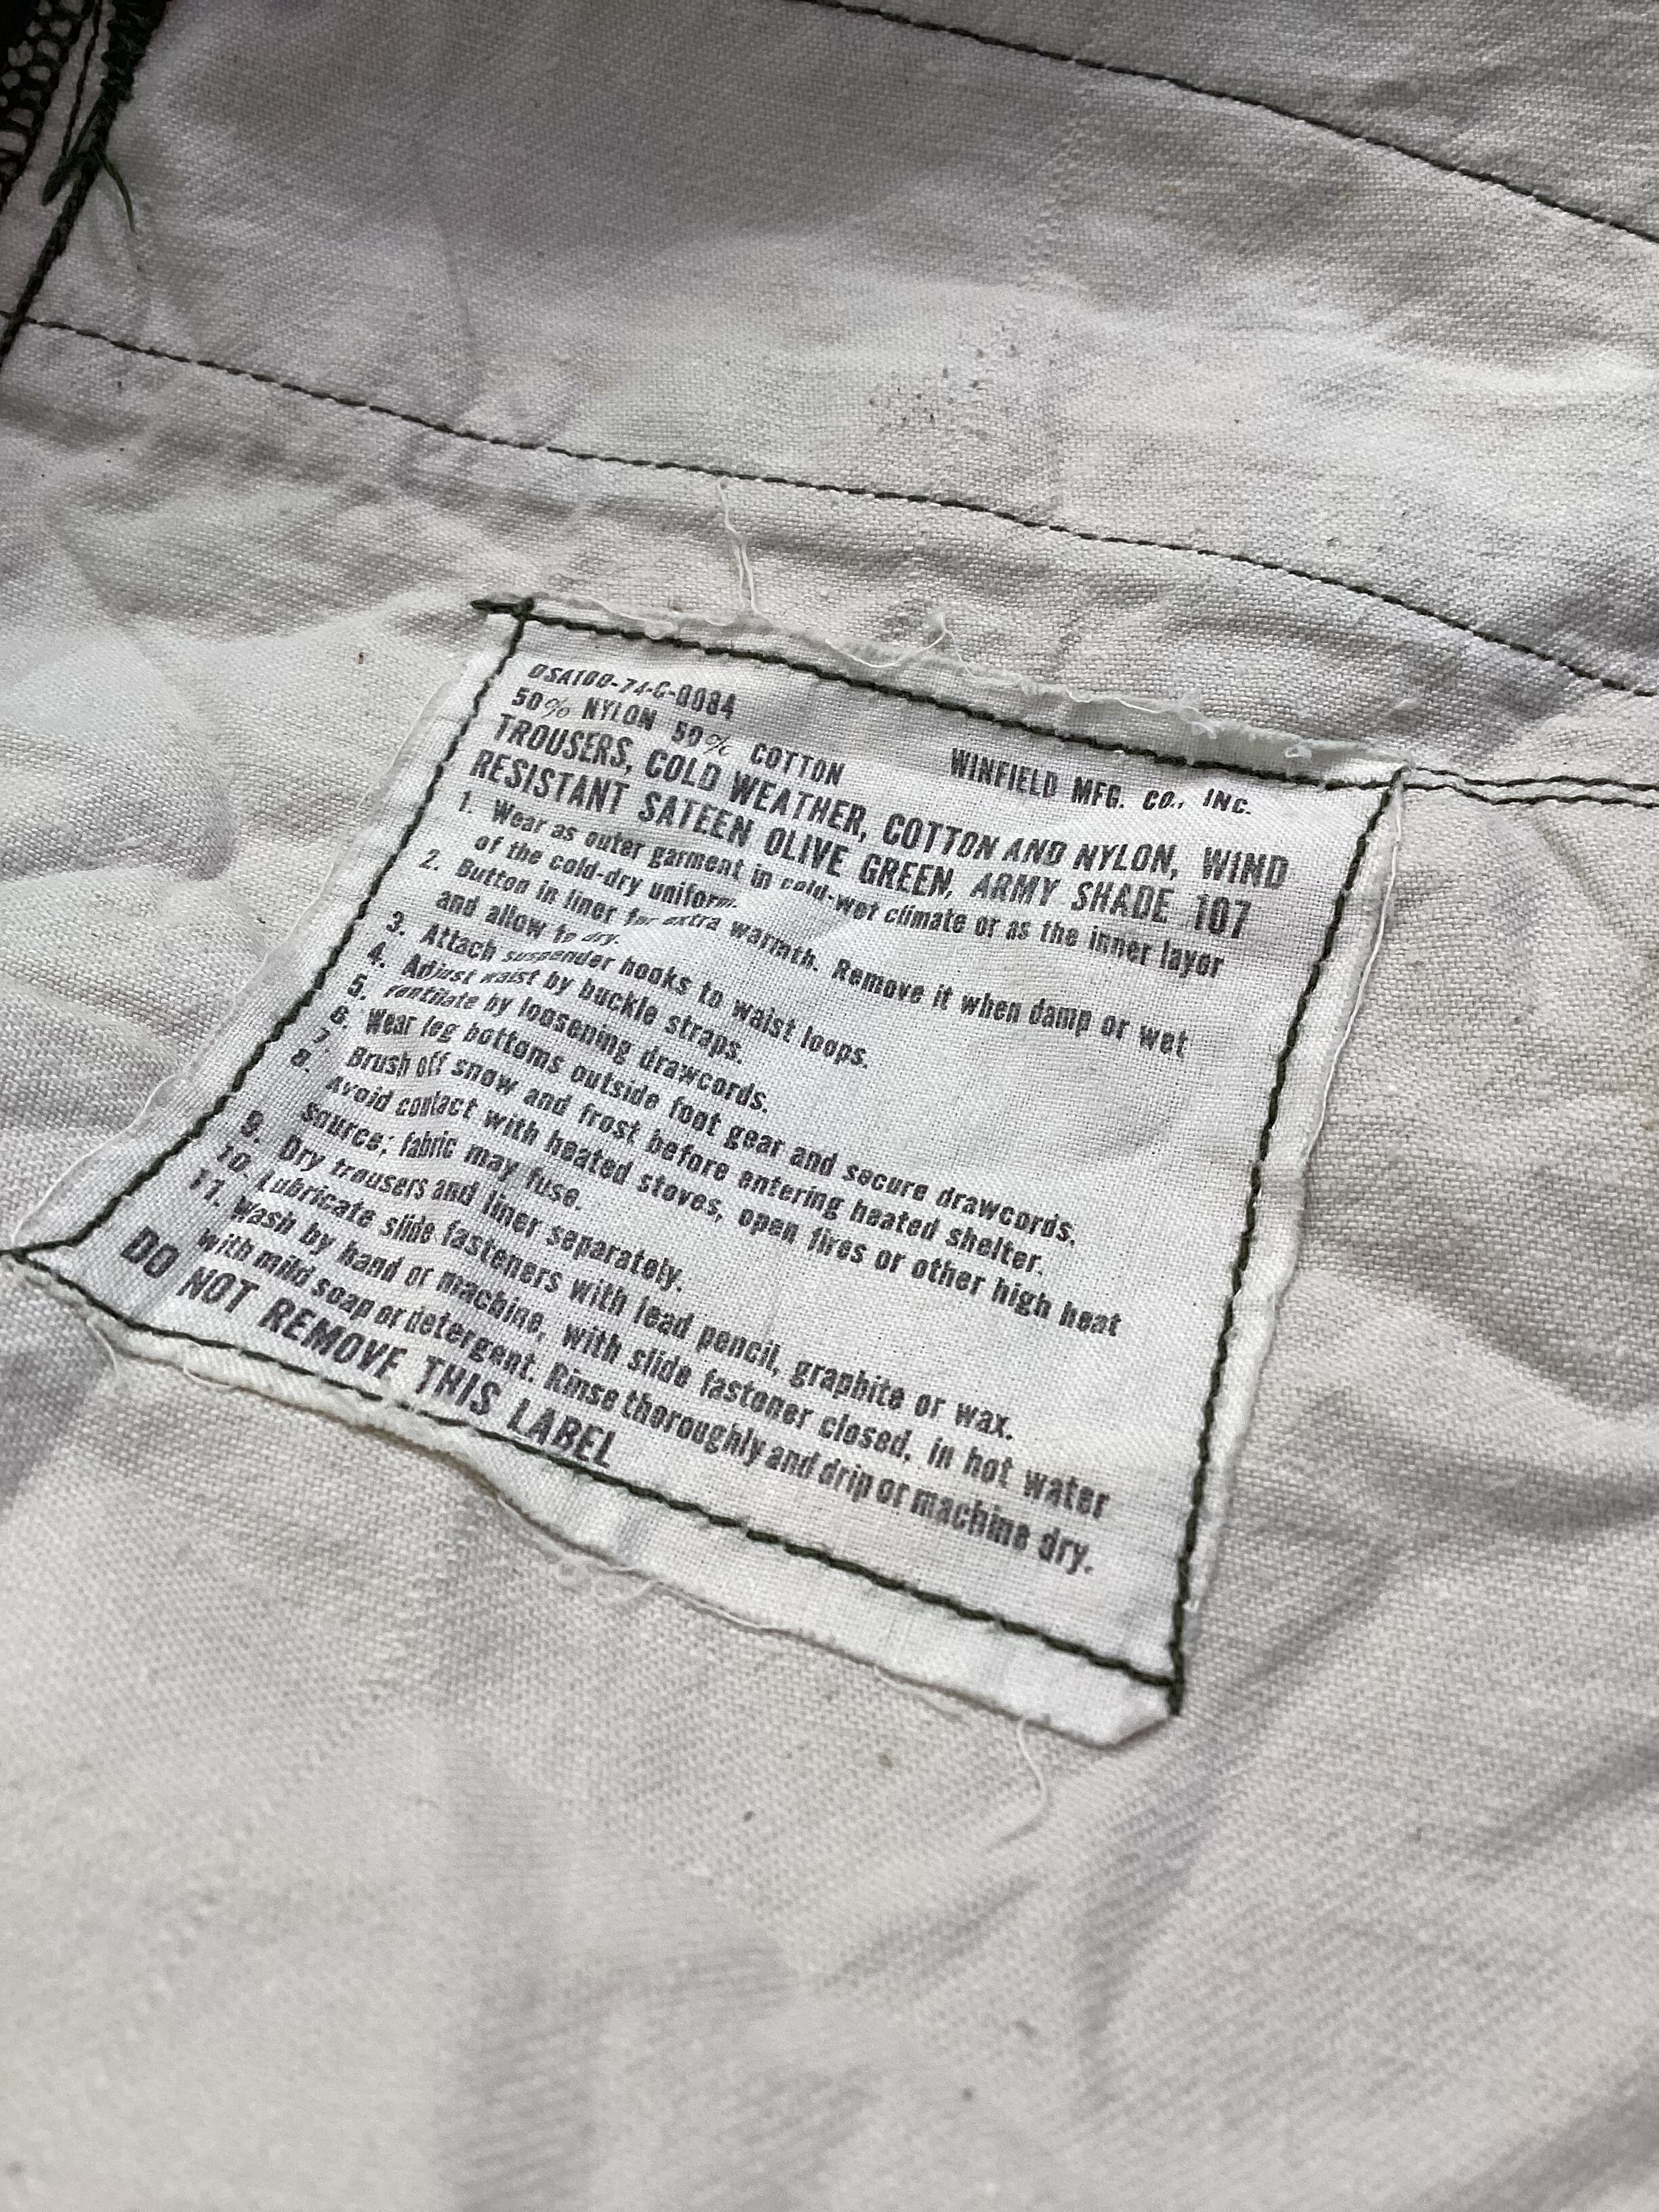 DSA100-74-C-0084
50% NYLON 50% COTTON WINFIELD MFG. CO., INC.
TROUSERS, COLD WEATHER, COTTON AND NYLON, WIND
RESISTANT SATEEN OLIVE GREEN, ARMY SHADE 107
1. Wear as outer garment in cold-wet climate or as the inner layer
of the cold-dry uniform.
2. Button in liner for extra warmth. Remove it when damp or wet
and allow to dry.
3. Attach suspender hooks to waist loops.
4. Adjust waist by buckle straps.
5. Ventilate by loosening drawcords.
6. Wear leg bottoms outside foot gear and secure drawcords.
7. Brush off snow and frost before entering heated shelter.
8. Avoid contact with heated stoves, open fires or other high heat
source; fabric may fuse.
9. Dry trousers and liner separately.
10. Lubricate slide fasteners with lead pencil, graphite or wax.
11. Wash by hand or machine, with slide fastener closed, in hot water
with mild soap or detergent. Rinse thoroughly and drip or machine dry.
DO NOT REMOVE THIS LABEL